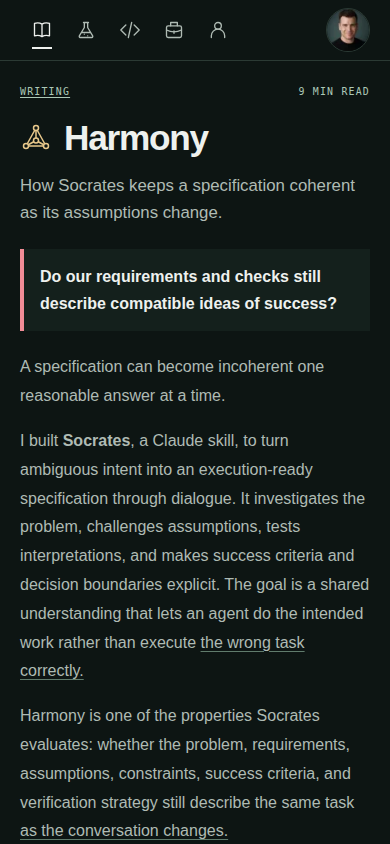 WRITING
9 MIN READ
Harmony
How Socrates keeps a specification coherent
as its assumptions change.
Do our requirements and checks still
describe compatible ideas of success?
A specification can become incoherent one
reasonable answer at a time.
I built Socrates, a Claude skill, to turn
ambiguous intent into an execution-ready
specification through dialogue. It investigates the
problem, challenges assumptions, tests
interpretations, and makes success criteria and
decision boundaries explicit. The goal is a shared
understanding that lets an agent do the intended
work rather than execute the wrong task
correctly.
Harmony is one of the properties Socrates
evaluates: whether the problem, requirements,
assumptions, constraints, success criteria, and
verification strategy still describe the same task
as the conversation changes.